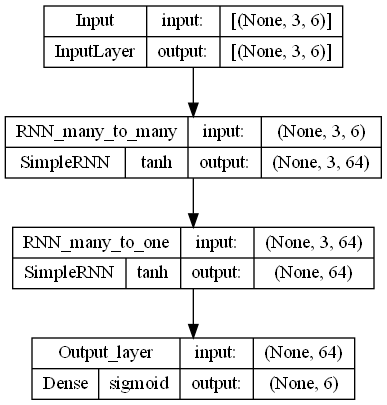 Input input: [(None, 3, 6)]
InputLayer output: [(None, 3, 6)]
RNN_many_to_many input: (None, 3, 6)
SimpleRNN tanh output: (None, 3, 64)
RNN_many_to_one input: (None, 3, 64)
SimpleRNN tanh output: (None, 64)
Output_layer input: (None, 64)
Dense sigmoid output: (None, 6)